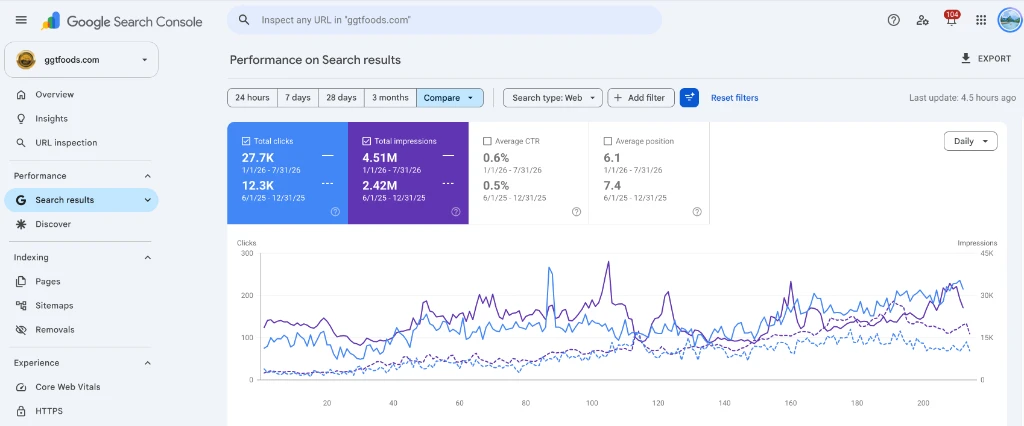 Google Search Console
Inspect any URL in "ggtfoods.com"
104
ggtfoods.com
Performance on Search results
EXPORT
24 hours
7 days
28 days
3 months
Compare
Search type: Web
+ Add filter
Reset filters
Last update: 4.5 hours ago
Overview
Insights
URL inspection
Performance
Search results
Discover
Indexing
Pages
Sitemaps
Removals
Experience
Core Web Vitals
HTTPS
Total clicks
27.7K
1/1/26 - 7/31/26
12.3K
6/1/25 - 12/31/25
Total impressions
4.51M
1/1/26 - 7/31/26
2.42M
6/1/25 - 12/31/25
Average CTR
0.6%
1/1/26 - 7/31/26
0.5%
6/1/25 - 12/31/25
Average position
6.1
1/1/26 - 7/31/26
7.4
6/1/25 - 12/31/25
Daily
Clicks
Impressions
300
45K
200
30K
100
15K
0
0
20
40
60
80
100
120
140
160
180
200